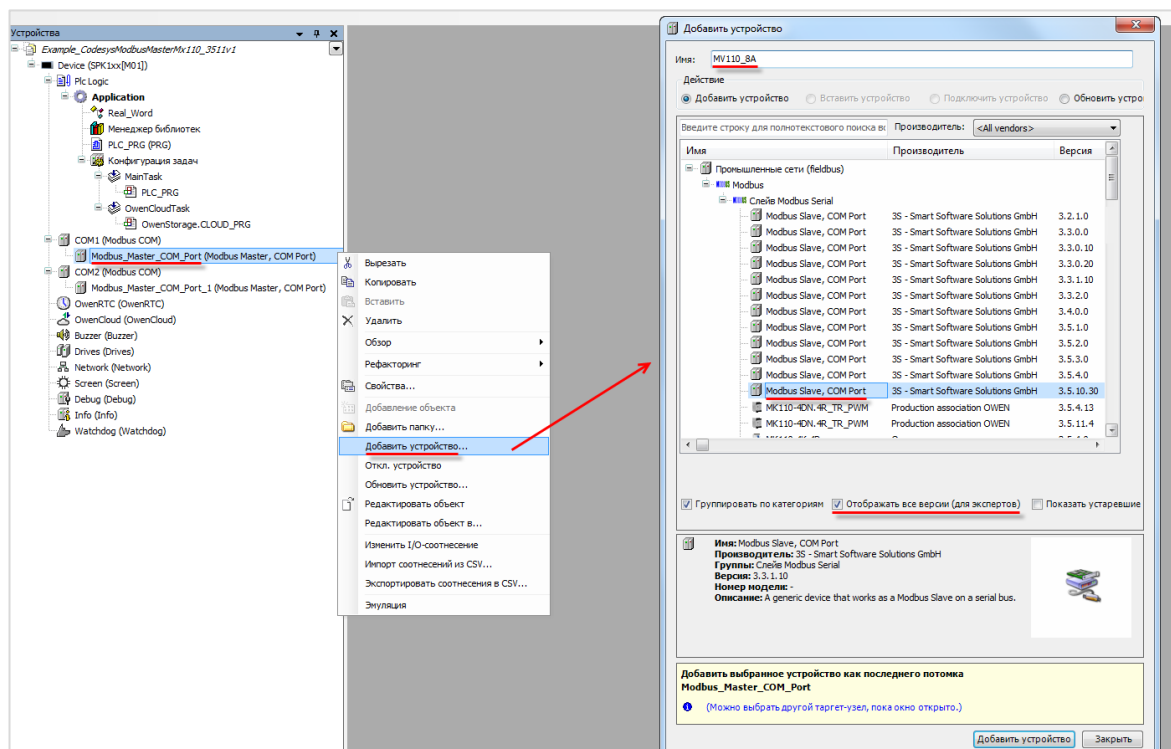 Устройства
Example_CodesysModbusMasterMx110_3511v1
Device (SPK1xx[M01])
Plc Logic
Application
Real_Word
Менеджер библиотек
PLC_PRG (PRG)
Конфигурация задач
MainTask
PLC_PRG
OwenCloudTask
OwenStorage.CLOUD_PRG
COM1 (Modbus COM)
Modbus_Master_COM_Port (Modbus Master, COM Port)
COM2 (Modbus COM)
Modbus_Master_COM_Port_1 (Modbus Master, COM Port)
OwenRTC (OwenRTC)
OwenCloud (OwenCloud)
Buzzer (Buzzer)
Drives (Drives)
Network (Network)
Screen (Screen)
Debug (Debug)
Info (Info)
Watchdog (Watchdog)
Вырезать
Копировать
Вставить
Удалить
Обзор
Рефакторинг
Свойства...
Добавление объекта
Добавить папку...
Добавить устройство...
Откл. устройство
Обновить устройство...
Редактировать объект
Редактировать объект в...
Изменить I/O-соотнесение
Импорт соотнесений из CSV...
Экспортировать соотнесения в CSV...
Эмуляция
Добавить устройство
Имя: MV110_8A
Действие
Добавить устройство Вставить устройство Подключить устройство Обновить устро
Введите строку для полнотекстового поиска во Производитель: <All vendors>
Имя Производитель Версия
Промышленные сети (fieldbus)
Modbus
Слейв Modbus Serial
Modbus Slave, COM Port 3S - Smart Software Solutions GmbH 3.2.1.0
Modbus Slave, COM Port 3S - Smart Software Solutions GmbH 3.3.0.0
Modbus Slave, COM Port 3S - Smart Software Solutions GmbH 3.3.0.10
Modbus Slave, COM Port 3S - Smart Software Solutions GmbH 3.3.0.20
Modbus Slave, COM Port 3S - Smart Software Solutions GmbH 3.3.1.10
Modbus Slave, COM Port 3S - Smart Software Solutions GmbH 3.3.2.0
Modbus Slave, COM Port 3S - Smart Software Solutions GmbH 3.4.0.0
Modbus Slave, COM Port 3S - Smart Software Solutions GmbH 3.5.1.0
Modbus Slave, COM Port 3S - Smart Software Solutions GmbH 3.5.2.0
Modbus Slave, COM Port 3S - Smart Software Solutions GmbH 3.5.3.0
Modbus Slave, COM Port 3S - Smart Software Solutions GmbH 3.5.4.0
Modbus Slave, COM Port 3S - Smart Software Solutions GmbH 3.5.10.30
MK110-4DN.4R_TR_PWM Production association OWEN 3.5.4.13
MK110-4DN.4R_TR_PWM Production association OWEN 3.5.11.4
Группировать по категориям Отображать все версии (для экспертов) Показать устаревшие
Имя: Modbus Slave, COM Port
Производитель: 3S - Smart Software Solutions GmbH
Группы: Слейв Modbus Serial
Версия: 3.3.1.10
Номер модели: -
Описание: A generic device that works as a Modbus Slave on a serial bus.
Добавить выбранное устройство как последнего потомка
Modbus_Master_COM_Port
(Можно выбрать другой таргет-узел, пока окно открыто.)
Добавить устройство Закрыть